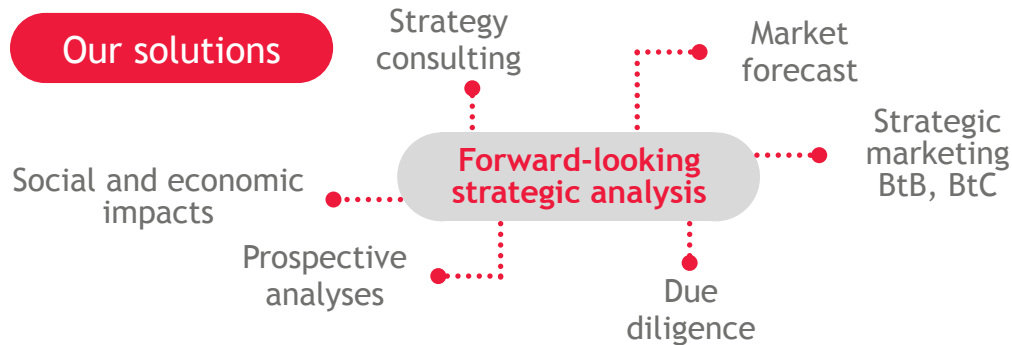 Our solutions
Strategy
consulting
Market
forecast
Strategic
marketing
BtB, BtC
Forward-looking
strategic analysis
Social and economic
impacts
Prospective
analyses
Due
diligence